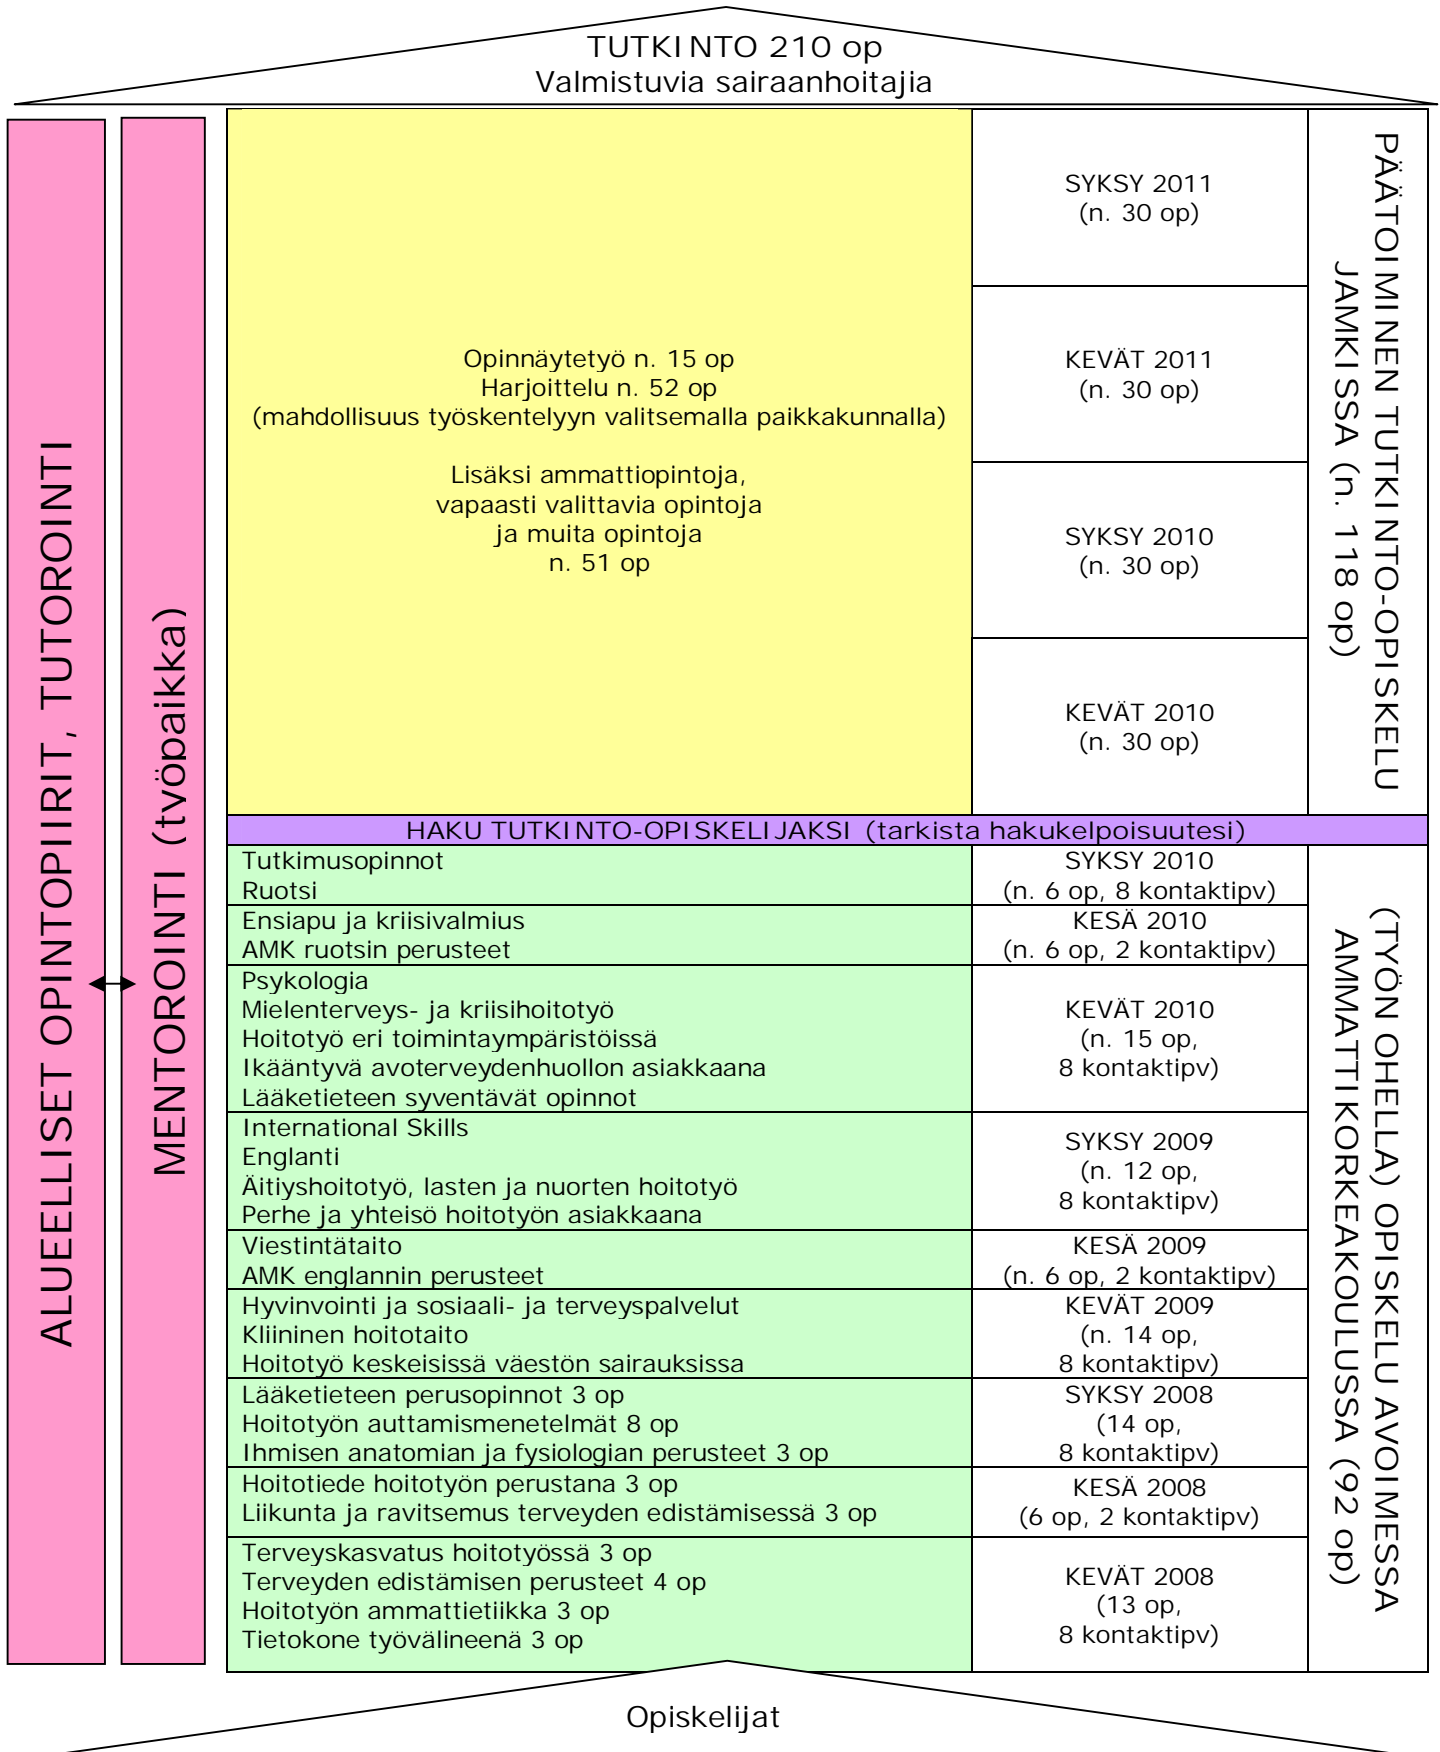 TUTKINTO 210 op
Valmistuvia sairaanhoitajia
ALUEELLISET OPINTOPIIRIT, TUTOROINTI
MENTOROINTI (työpaikka)
Opinnäytetyö n. 15 op
Harjoittelu n. 52 op
(mahdollisuus työskentelyyn valitsemalla paikkakunnalla)
Lisäksi ammattiopintoja,
vapaasti valittavia opintoja
ja muita opintoja
n. 51 op
SYKSY 2011
(n. 30 op)
KEVÄT 2011
(n. 30 op)
SYKSY 2010
(n. 30 op)
KEVÄT 2010
(n. 30 op)
PÄÄTOIMINEN TUTKINTO-OPISKELU
JAMKISSA (n. 118 op)
HAKU TUTKINTO-OPISKELIJAKSI (tarkista hakukelpoisuutesi)
Tutkimusopinnot
Ruotsi
SYKSY 2010
(n. 6 op, 8 kontaktipv)
Ensiapu ja kriisivalmius
AMK ruotsin perusteet
KESÄ 2010
(n. 6 op, 2 kontaktipv)
Psykologia
Mielenterveys- ja kriisihoitotyö
Hoitotyö eri toimintaympäristöissä
Ikääntyvä avoterveydenhuollon asiakkaana
Lääketieteen syventävät opinnot
KEVÄT 2010
(n. 15 op,
8 kontaktipv)
International Skills
Englanti
Äitiyshoitotyö, lasten ja nuorten hoitotyö
Perhe ja yhteisö hoitotyön asiakkaana
SYKSY 2009
(n. 12 op,
8 kontaktipv)
Viestintätaito
AMK englannin perusteet
KESÄ 2009
(n. 6 op, 2 kontaktipv)
Hyvinvointi ja sosiaali- ja terveyspalvelut
Kliininen hoitotaito
Hoitotyö keskeisissä väestön sairauksissa
KEVÄT 2009
(n. 14 op,
8 kontaktipv)
Lääketieteen perusopinnot 3 op
Hoitotyön auttamismenetelmät 8 op
Ihmisen anatomian ja fysiologian perusteet 3 op
SYKSY 2008
(14 op,
8 kontaktipv)
Hoitotiede hoitotyön perustana 3 op
Liikunta ja ravitsemus terveyden edistämisessä 3 op
KESÄ 2008
(6 op, 2 kontaktipv)
Terveyskasvatus hoitotyössä 3 op
Terveyden edistämisen perusteet 4 op
Hoitotyön ammattietiikka 3 op
Tietokone työvälineenä 3 op
KEVÄT 2008
(13 op,
8 kontaktipv)
(TYÖN OHELLA) OPISKELU AVOIMESSA
AMMATTIKORKEAKOULUSSA (92 op)
Opiskelijat